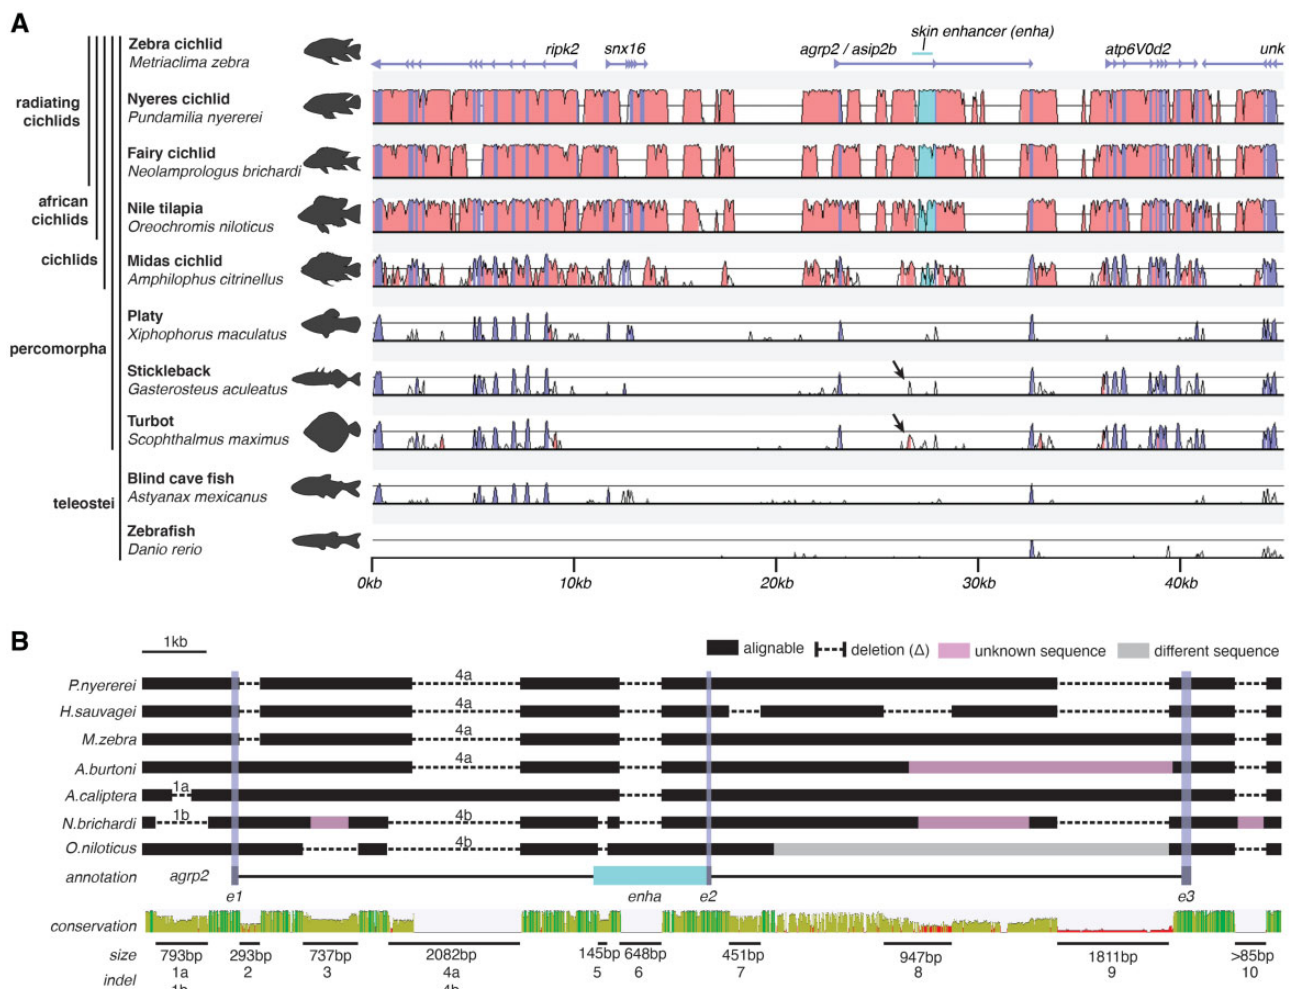 A
skin enhancer (enha)
ripk2 snx16 agrp2 / asip2b atp6V0d2 unk
Zebra cichlid
Metriaclima zebra
radiating
cichlids
Nyeres cichlid
Pundamilia nyererei
Fairy cichlid
Neolamprologus brichardi
african
cichlids
Nile tilapia
Oreochromis niloticus
cichlids
Midas cichlid
Amphilophus citrinellus
percomorpha
Platy
Xiphophorus maculatus
Stickleback
Gasterosteus aculeatus
Turbot
Scophthalmus maximus
teleostei
Blind cave fish
Astyanax mexicanus
Zebrafish
Danio rerio
0kb 10kb 20kb 30kb 40kb
B
1kb
alignable deletion (Δ) unknown sequence different sequence
P.nyererei 4a
H.sauvagei 4a
M.zebra 4a
A.burtoni 4a
A.caliptera 1a
N.brichardi 1b 4b
O.niloticus 4b
annotation agrp2
e1 enha e2 e3
conservation
size 793bp 293bp 737bp 2082bp 145bp 648bp 451bp 947bp 1811bp >85bp
indel 1a 2 3 4a 5 6 7 8 9 10
1b 4b